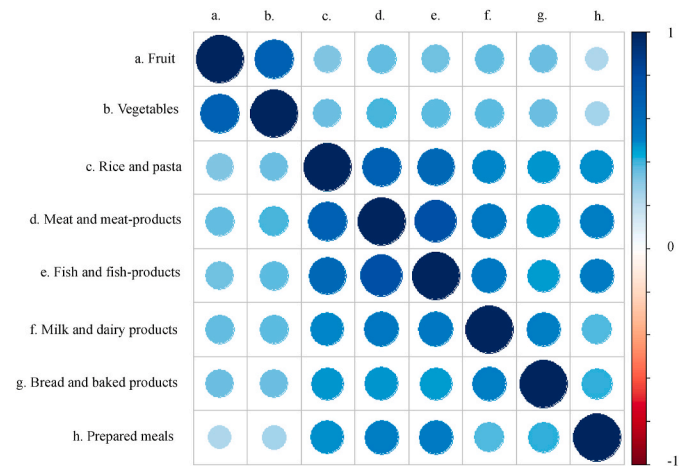 a. b. c. d. e. f. g. h.
1
a. Fruit
b. Vegetables
c. Rice and pasta
d. Meat and meat-products
0
e. Fish and fish-products
f. Milk and dairy products
g. Bread and baked products
h. Prepared meals
-1